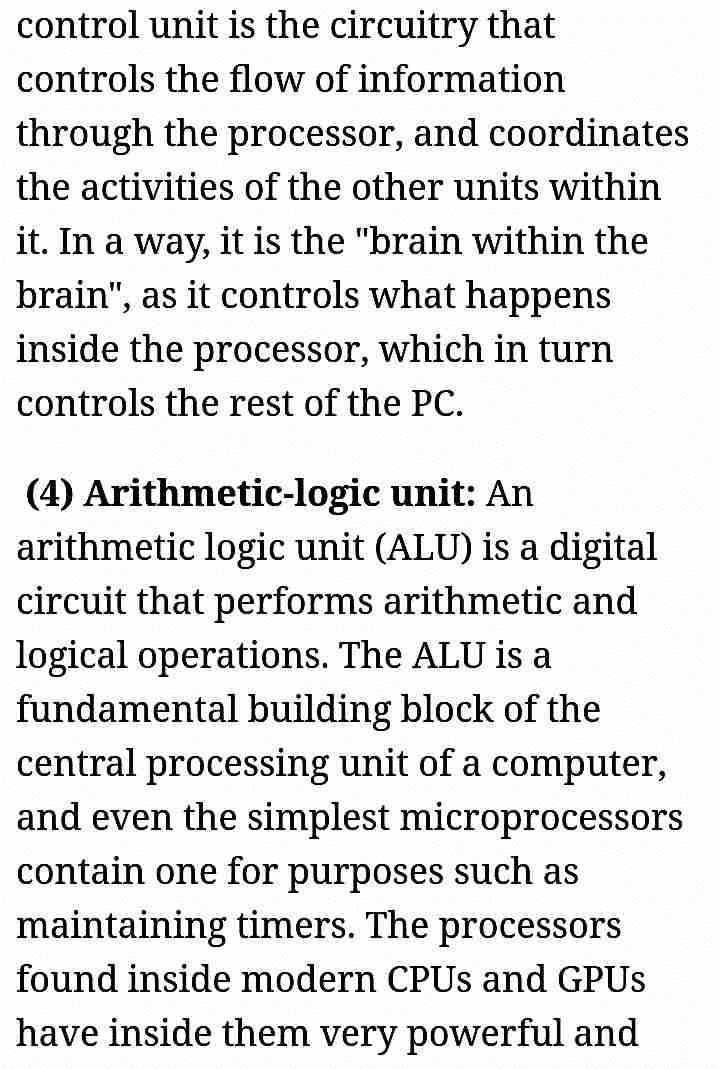 control unit is the circuitry that
controls the flow of information
through the processor, and coordinates
the activities of the other units within
it. In a way, it is the "brain within the
brain", as it controls what happens
inside the processor, which in turn
controls the rest of the PC.
(4) Arithmetic-logic unit: An
arithmetic logic unit (ALU) is a digital
circuit that performs arithmetic and
logical operations. The ALU is a
fundamental building block of the
central processing unit of a computer,
and even the simplest microprocessors
contain one for purposes such as
maintaining timers. The processors
found inside modern CPUs and GPUs
have inside them very powerful and